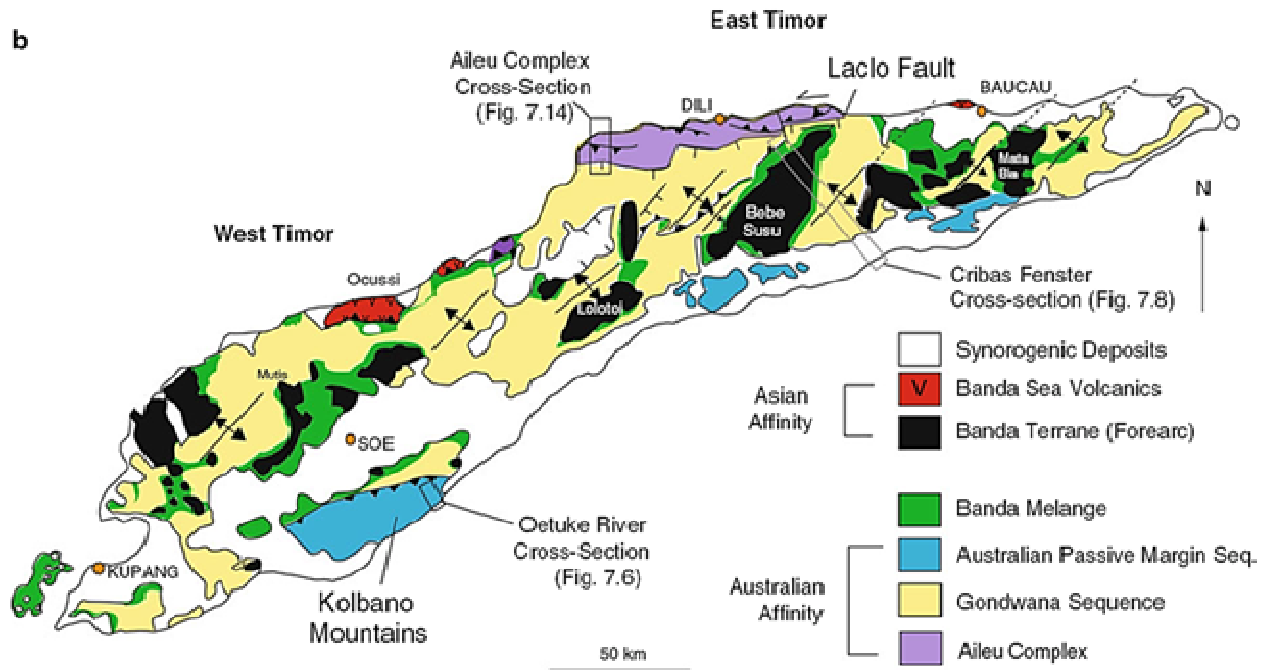 b
East Timor
Aileu Complex
Cross-Section
(Fig. 7.14)
Laclo Fault
DILI
BAUCAU
Mata
Bia
Bebe
Susu
N
West Timor
Ocussi
Cribas Fenster
Cross-section (Fig. 7.8)
Lolotoi
Mutis
SOE
Oetuke River
Cross-Section
(Fig. 7.6)
KUPANG
Kolbano
Mountains
50 km
Synorogenic Deposits
Asian
Affinity
V
Banda Sea Volcanics
Banda Terrane (Forearc)
Banda Melange
Australian
Affinity
Australian Passive Margin Seq.
Gondwana Sequence
Aileu Complex